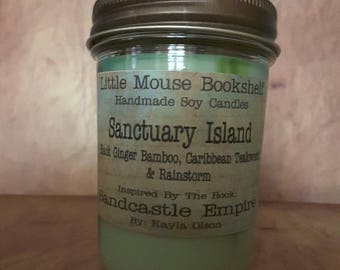 Little Mouse Bookshelf
Handmade Soy Candles
Sanctuary Island
Back Ginger Bamboo, Caribbean Teakwood
& Rainstorm
Inspired By The Book:
Sandcastle Empire
By: Kayla Olson